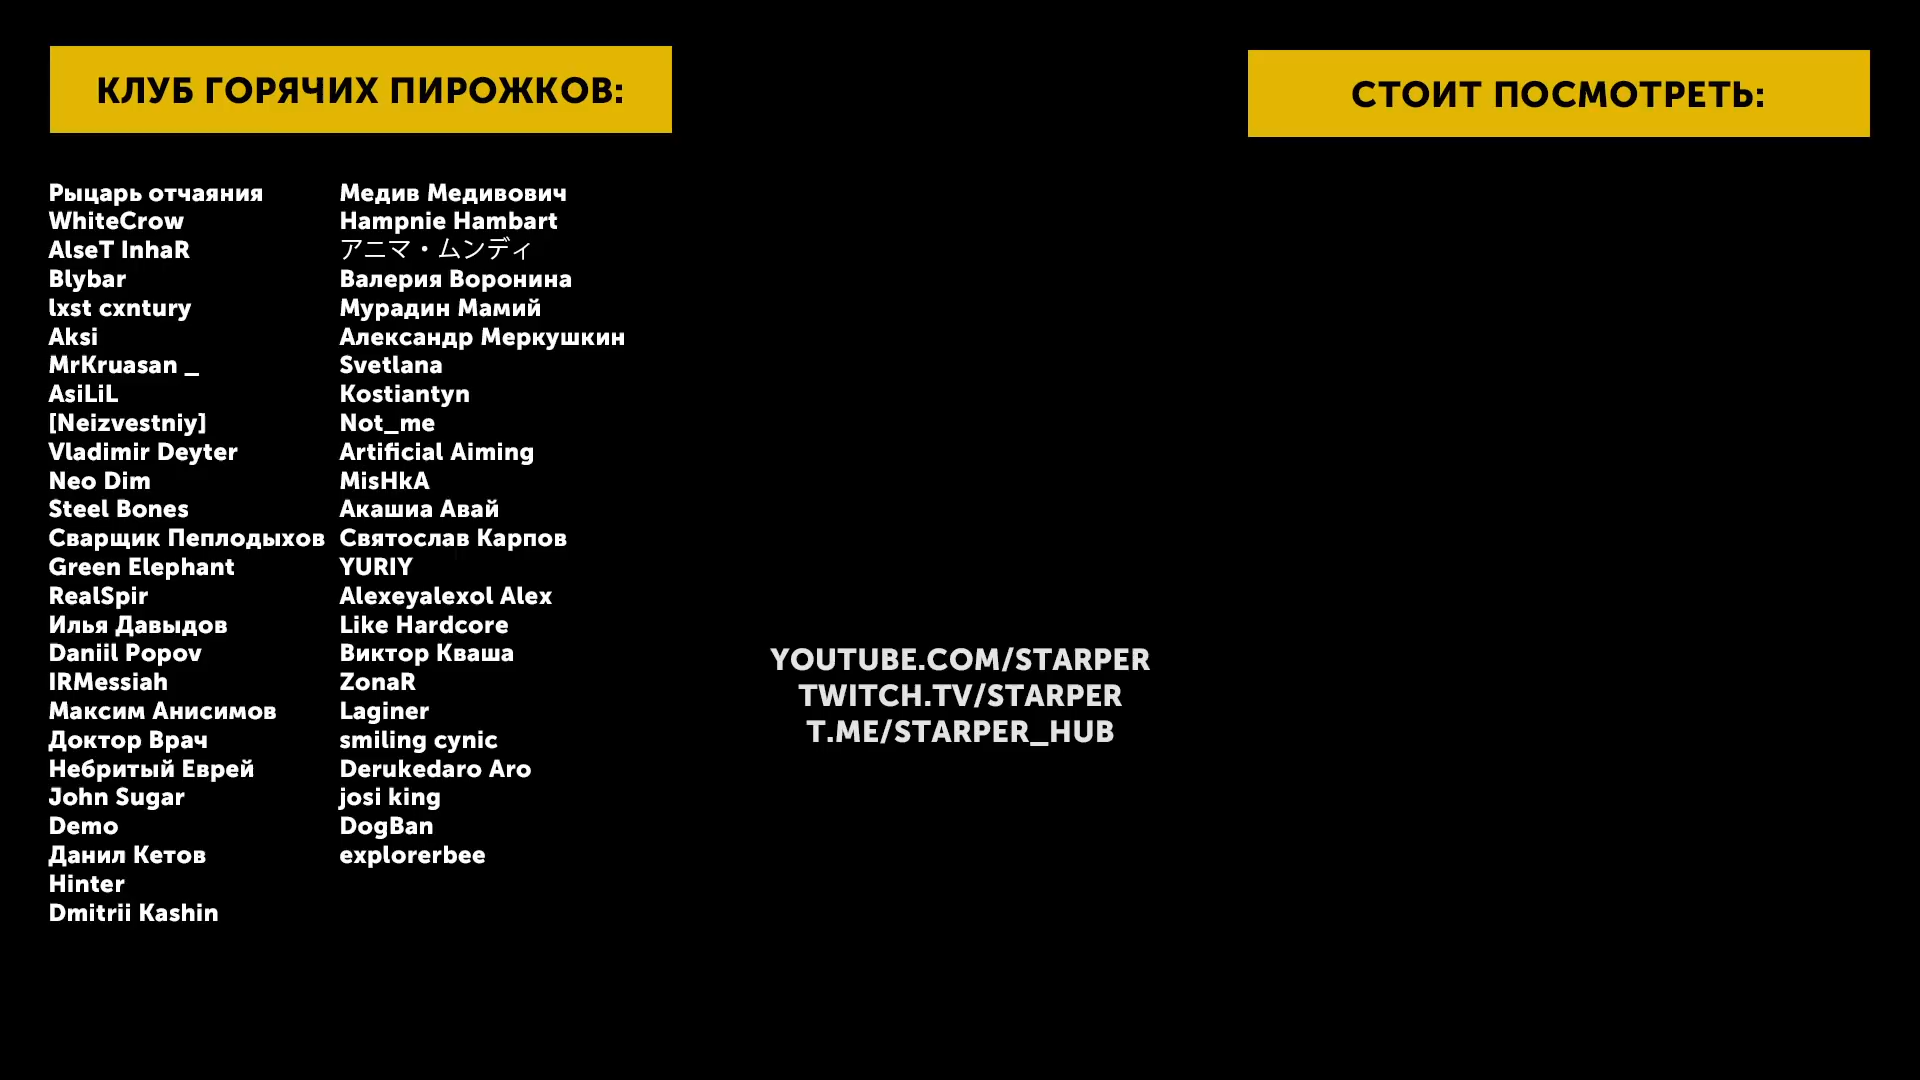 КЛУБ ГОРЯЧИХ ПИРОЖКОВ:
Рыцарь отчаяния
WhiteCrow
AlseT InhaR
Blybar
lxst cxntury
Aksi
MrKruasan _
AsiLiL
[Neizvestniy]
Vladimir Deyter
Neo Dim
Steel Bones
Сварщик Пеплодыхов
Green Elephant
RealSpir
Илья Давыдов
Daniil Popov
IRMessiah
Максим Анисимов
Доктор Врач
Небритый Еврей
John Sugar
Demo
Данил Кетов
Hinter
Dmitrii Kashin
Медив Медивович
Hampnie Hambart
アニマ・ムンディ
Валерия Воронина
Мурадин Мамий
Александр Меркушкин
Svetlana
Kostiantyn
Not_me
Artificial Aiming
MisHkA
Акашиа Авай
Святослав Карпов
YURIY
Alexeyalexol Alex
Like Hardcore
Виктор Кваша
ZonaR
Laginer
smiling cynic
Derukedaro Aro
josi king
DogBan
explorerbee
YOUTUBE.COM/STARPER
TWITCH.TV/STARPER
T.ME/STARPER_HUB
СТОИТ ПОСМОТРЕТЬ: